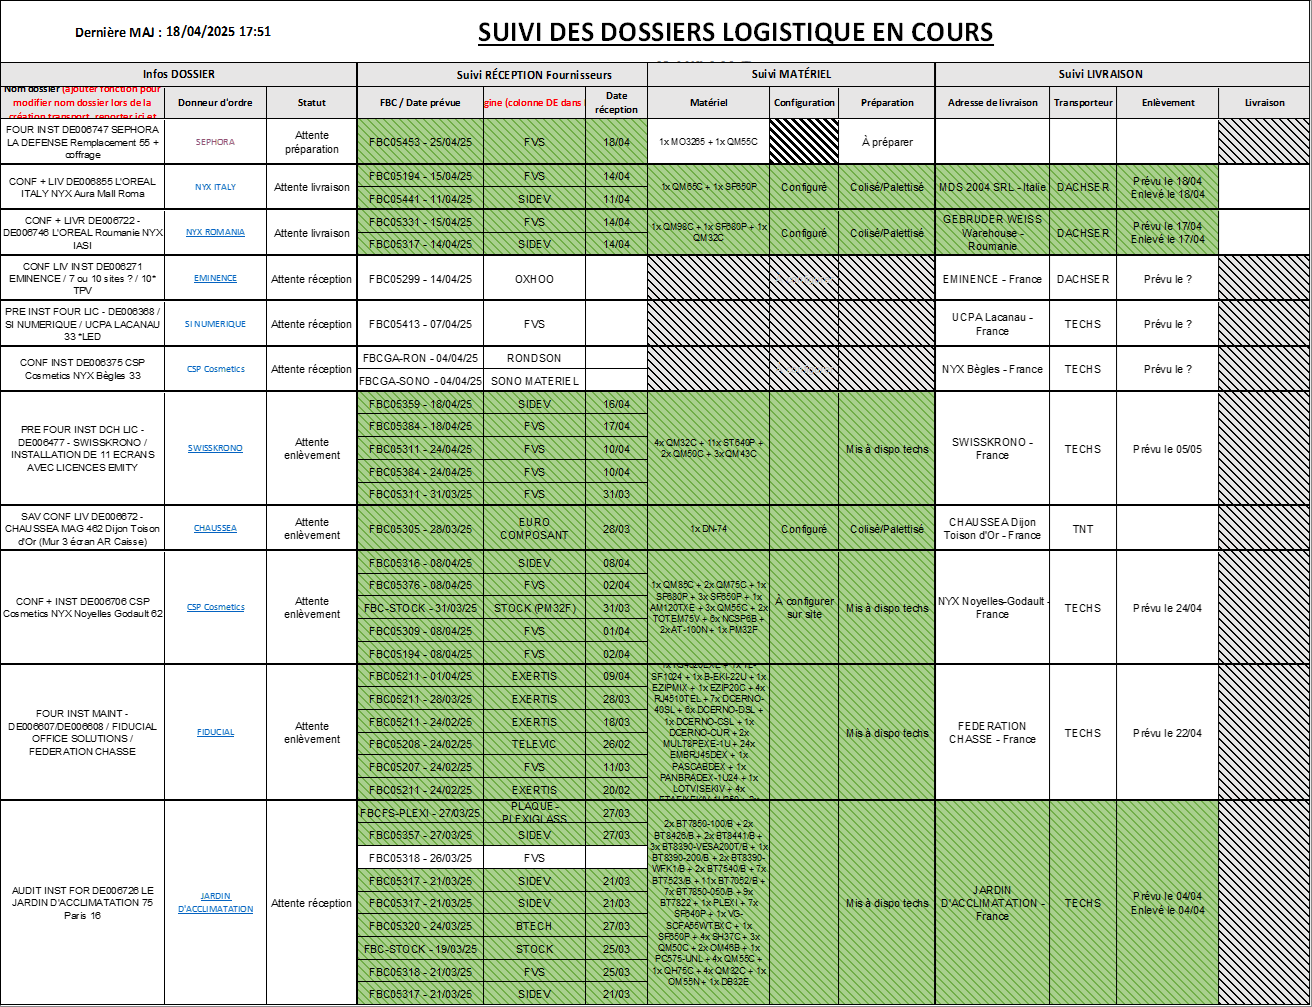 Dernière MAJ : 18/04/2025 17:51
SUIVI DES DOSSIERS LOGISTIQUE EN COURS
Infos DOSSIER
Suivi RÉCEPTION Fournisseurs
Suivi MATÉRIEL
Suivi LIVRAISON
Nom dossier (ajouter fonction pour
modifier nom dossier lors de la
création transport, reporter ici et
Donneur d'ordre
Statut
FBC / Date prévue
gine (colonne DE dans
Date
réception
Matériel
Configuration
Préparation
Adresse de livraison
Transporteur
Enlèvement
Livraison
FOUR INST DE006747 SEPHORA
LA DEFENSE Remplacement 55 +
coffrage
SEPHORA
Attente
préparation
FBC05453 - 25/04/25
FVS
18/04
1x MO3265 + 1x QM55C
À préparer
CONF + LIV DE006855 L'OREAL
ITALY NYX Aura Mall Roma
NYX ITALY
Attente livraison
FBC05194 - 15/04/25
FVS
14/04
FBC05441 - 11/04/25
SIDEV
11/04
1x QM65C + 1x SF650P
Configuré
Colisé/Palettisé
MDS 2004 SRL - Italie
DACHSER
Prévu le 18/04
Enlevé le 18/04
CONF + LIVR DE006722 -
DE006746 L'OREAL Roumanie NYX
IASI
NYX ROMANIA
Attente livraison
FBC05331 - 15/04/25
FVS
14/04
FBC05317 - 14/04/25
SIDEV
14/04
1x QM98C + 1x SF680P + 1x
QM32C
Configuré
Colisé/Palettisé
GEBRUDER WEISS
Warehouse -
Roumanie
DACHSER
Prévu le 17/04
Enlevé le 17/04
CONF LIV INST DE006271
EMINENCE / 7 ou 10 sites ? / 10*
TPV
EMINENCE
Attente réception
FBC05299 - 14/04/25
OXHOO
EMINENCE - France
DACHSER
Prévu le ?
PRE INST FOUR LIC - DE006368 /
SI NUMERIQUE / UCPA LACANAU
33 *LED
SI NUMERIQUE
Attente réception
FBC05413 - 07/04/25
FVS
UCPA Lacanau -
France
TECHS
Prévu le ?
CONF INST DE006375 CSP
Cosmetics NYX Bègles 33
CSP Cosmetics
Attente réception
FBCGA-RON - 04/04/25
RONDSON
FBCGA-SONO - 04/04/25
SONO MATERIEL
NYX Bègles - France
TECHS
Prévu le ?
PRE FOUR INST DCH LIC -
DE006477 - SWISSKRONO /
INSTALLATION DE 11 ECRANS
AVEC LICENCES EMITY
SWISSKRONO
Attente
enlèvement
FBC05359 - 18/04/25
SIDEV
16/04
FBC05384 - 18/04/25
FVS
17/04
FBC05311 - 24/04/25
FVS
10/04
FBC05384 - 24/04/25
FVS
10/04
FBC05311 - 31/03/25
FVS
31/03
4x QM32C + 11x ST640P +
2x QM50C + 3x QM43C
Mis à dispo techs
SWISSKRONO -
France
TECHS
Prévu le 05/05
SAV CONF LIV DE006672 -
CHAUSSEA MAG 462 Dijon Toison
d'Or (Mur 3 écran AR Caisse)
CHAUSSEA
Attente
enlèvement
FBC05305 - 28/03/25
EURO
COMPOSANT
28/03
1x DN-74
Configuré
Colisé/Palettisé
CHAUSSEA Dijon
Toison d'Or - France
TNT
CONF + INST DE006706 CSP
Cosmetics NYX Noyelles Godault 62
CSP Cosmetics
Attente
enlèvement
FBC05316 - 08/04/25
SIDEV
08/04
FBC05376 - 08/04/25
FVS
02/04
FBC-STOCK - 31/03/25
STOCK (PM32F)
31/03
FBC05309 - 08/04/25
FVS
01/04
FBC05194 - 08/04/25
FVS
02/04
1x QM85C + 2x QM75C + 1x
SF680P + 3x SF650P + 1x
AM120TXE + 3x QM55C + 2x
TOTEM75V + 6x NCSP6B +
2x AT-100N + 1x PM32F
À configurer
sur site
Mis à dispo techs
NYX Noyelles-Godault -
France
TECHS
Prévu le 24/04
FOUR INST MAINT -
DE006607/DE006608 / FIDUCIAL
OFFICE SOLUTIONS /
FEDERATION CHASSE
FIDUCIAL
Attente
enlèvement
FBC05211 - 01/04/25
EXERTIS
09/04
FBC05211 - 28/03/25
EXERTIS
28/03
FBC05211 - 24/02/25
EXERTIS
18/03
FBC05208 - 24/02/25
TELEVIC
26/02
FBC05207 - 24/02/25
FVS
11/03
FBC05211 - 24/02/25
EXERTIS
20/02
SF1024 + 1x B-EKI-22U + 1x
EZIPMIX + 1x EZIP20C + 4x
RJ4510TEL + 7x DCERNO-
40SL + 6x DCERNO-DSL +
1x DCERNO-CSL + 1x
DCERNO-CUR + 2x
MULT8PEXE-1U + 24x
EMBRJ45DEX + 1x
PASCABDEX + 1x
PANBRADEX-1U24 + 1x
LOTVISEKIV + 4x
Mis à dispo techs
FEDERATION
CHASSE - France
TECHS
Prévu le 22/04
AUDIT INST FOR DE006726 LE
JARDIN D'ACCLIMATATION 75
Paris 16
JARDIN
D'ACCLIMATATION
Attente réception
FBCFS-PLEXI - 27/03/25
PLAQUE -
PLEXIGLASS
27/03
FBC05357 - 27/03/25
SIDEV
27/03
FBC05318 - 26/03/25
FVS
FBC05317 - 21/03/25
SIDEV
21/03
FBC05317 - 21/03/25
SIDEV
21/03
FBC05320 - 24/03/25
BTECH
27/03
FBC-STOCK - 19/03/25
STOCK
25/03
FBC05318 - 21/03/25
FVS
25/03
FBC05317 - 21/03/25
SIDEV
21/03
2x BT7850-100/B + 2x
BT8426/B + 2x BT8441/B +
3x BT8390-VESA200T/B + 1x
BT8390-200/B + 2x BT8390-
WFK1/B + 2x BT7540/B + 7x
BT7523/B + 11x BT7052/B +
7x BT7850-050/B + 9x
BT7822 + 1x PLEXI + 7x
SF640P + 1x VG-
SCFA55WTBXC + 1x
SF650P + 4x SH37C + 3x
QM50C + 2x OM46B + 1x
PC575-UNL + 4x QM55C +
1x QH75C + 4x QM32C + 1x
OM55N + 1x DB32E
Mis à dispo techs
JARDIN
D'ACCLIMATATION -
France
TECHS
Prévu le 04/04
Enlevé le 04/04